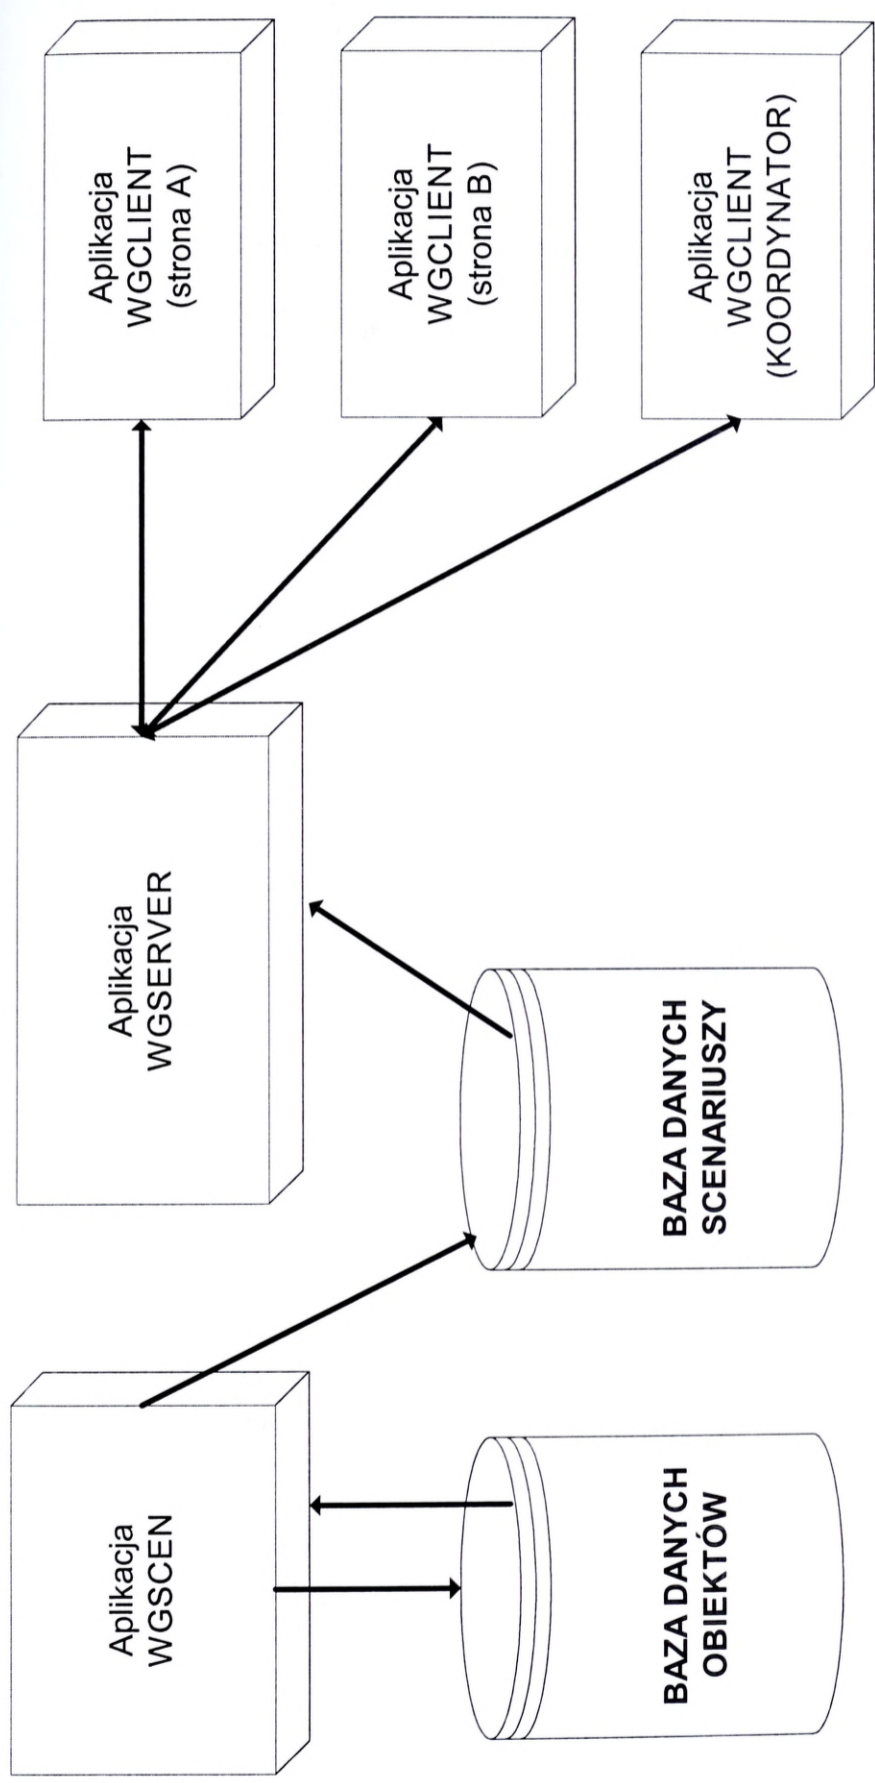 Aplikacja
WGSCEN
Aplikacja
WGSERVER
Aplikacja
WGCLIENT
(strona A)
Aplikacja
WGCLIENT
(strona B)
Aplikacja
WGCLIENT
(KOORDYNATOR)
BAZA DANYCH
OBIEKTÓW
BAZA DANYCH
SCENARIUSZY